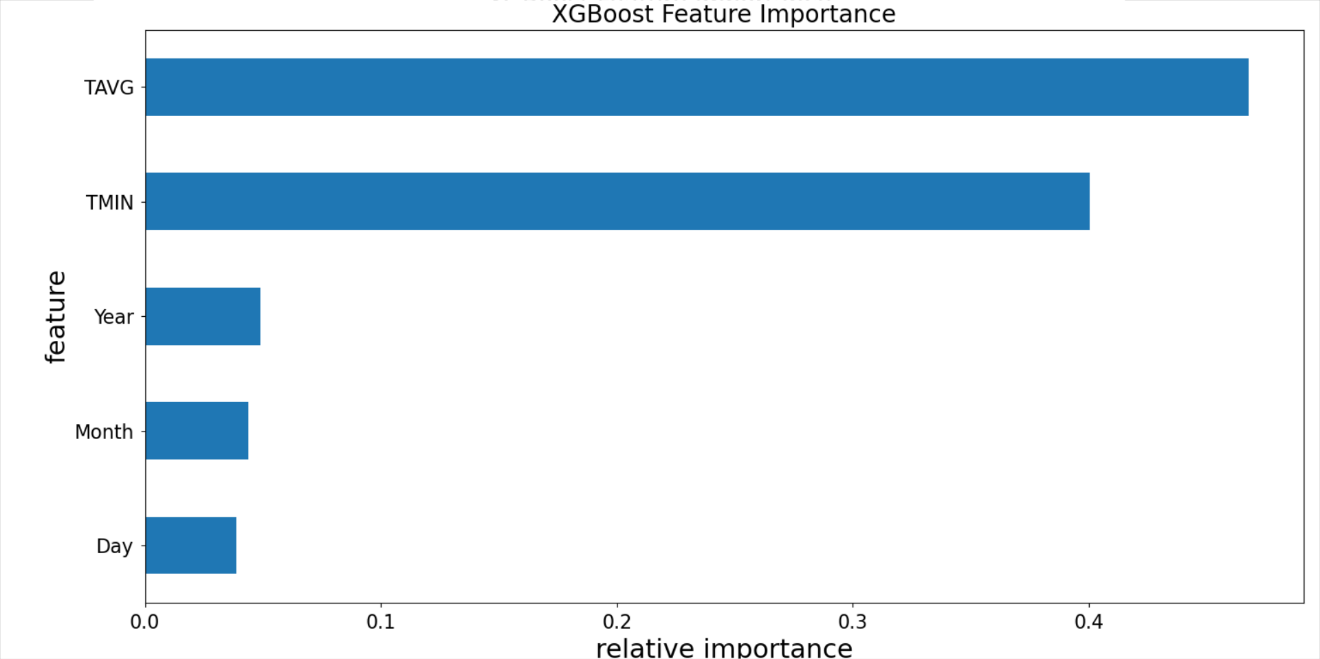 XGBoost Feature Importance
TAVG
TMIN
Year
Month
Day
feature
0.0 0.1 0.2 0.3 0.4
relative importance